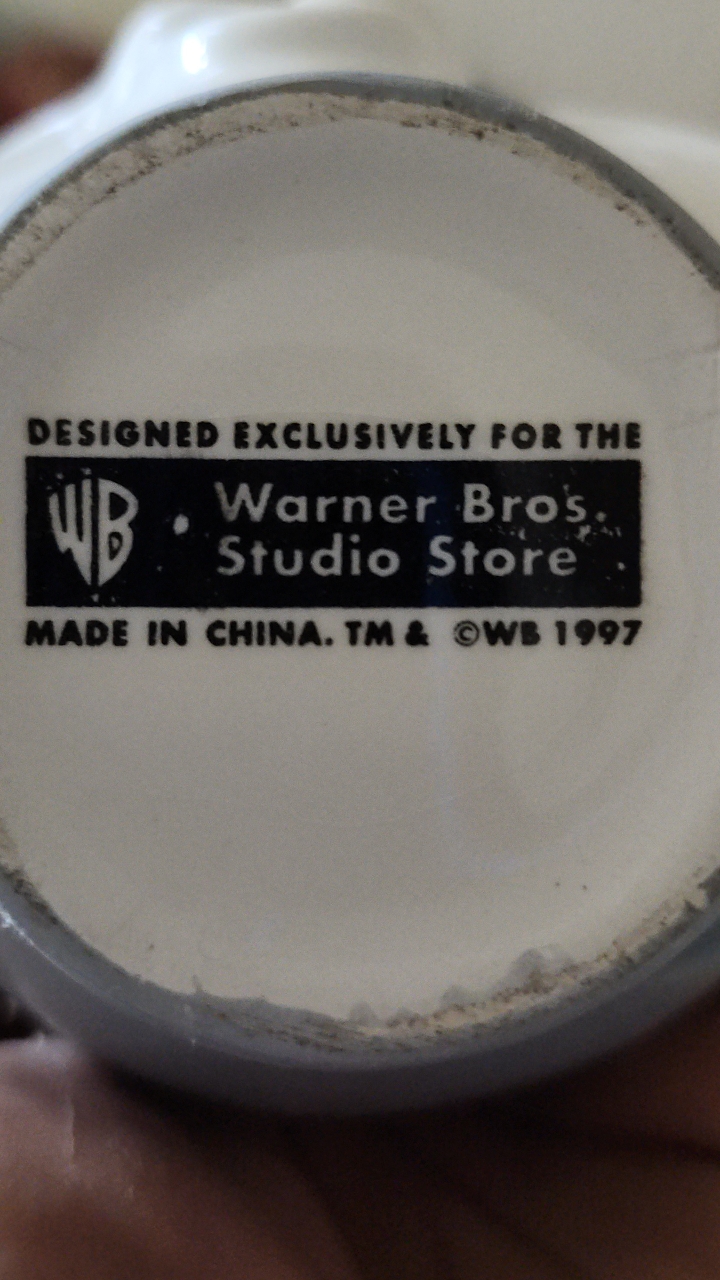 DESIGNED EXCLUSIVELY FOR THE
WB
Warner Bros.
Studio Store
MADE IN CHINA. TM & ©WB 1997